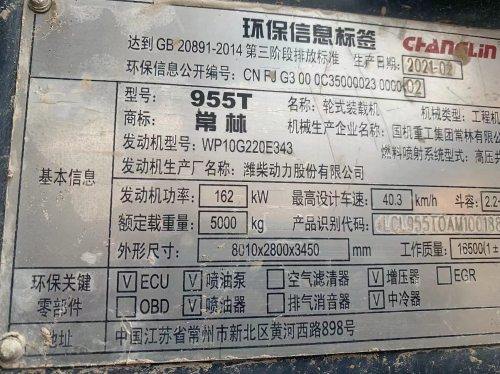 环保信息标签 CHANGLIN
达到 GB 20891-2014 第三阶段排放标准 生产日期: 2021-02
环保信息公开编号: CN FJ G3 00 0C35000023 0000 02
型号: 955T 名称: 轮式装载机 机械类型: 工程机
商标: 常林 机械生产企业名称: 国机重工集团常林有限公
发动机型号: WP10G220E343 燃料喷射系统型式: 高压共
基本信息
发动机生产厂名称: 潍柴动力股份有限公司
发动机功率: 162 kW 最高设计车速: 40.3 km/h 斗容: 2.2-
额定载重量: 5000 kg 产品识别代码:
外形尺寸: 8010x2800x3450 mm 工作质量: 16500(1±
环保关键零部件
V ECU V 喷油泵 空气滤清器 V 增压器 EGR
OBD V 喷油器 排气消音器 V 中冷器
地址 中国江苏省常州市新北区黄河西路898号